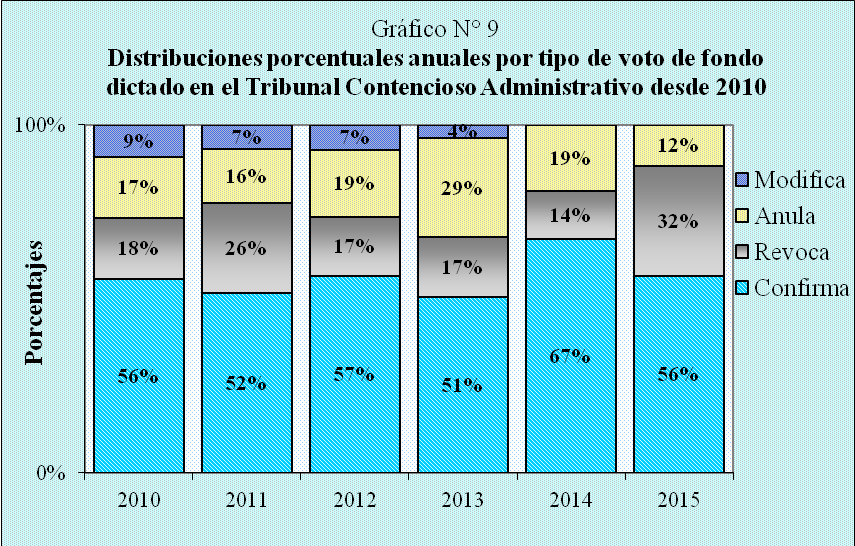 Gráfico N° 9
Distribuciones porcentuales anuales por tipo de voto de fondo
dictado en el Tribunal Contencioso Administrativo desde 2010
100%
0%
Porcentajes
9% 7% 7% 4% 19% 12%
17% 16% 19% 29% 14% 32%
18% 26% 17% 17% 67% 56%
56% 52% 57% 51%
2010 2011 2012 2013 2014 2015
Modifica
Anula
Revoca
Confirma